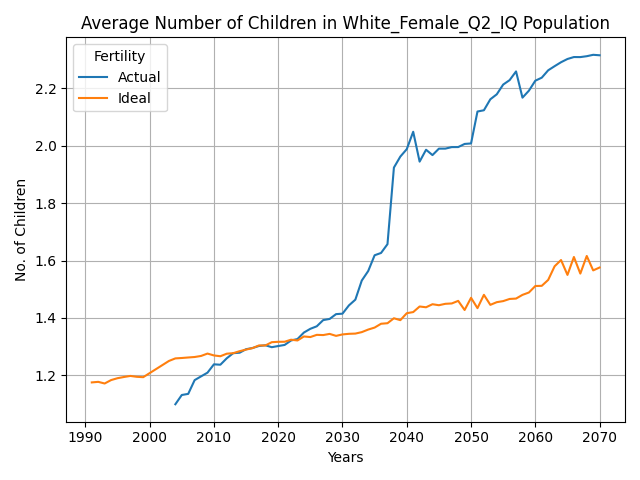 Average Number of Children in White_Female_Q2_IQ Population
Fertility
Actual
Ideal
No. of Children
2.2
2.0
1.8
1.6
1.4
1.2
1990 2000 2010 2020 2030 2040 2050 2060 2070
Years